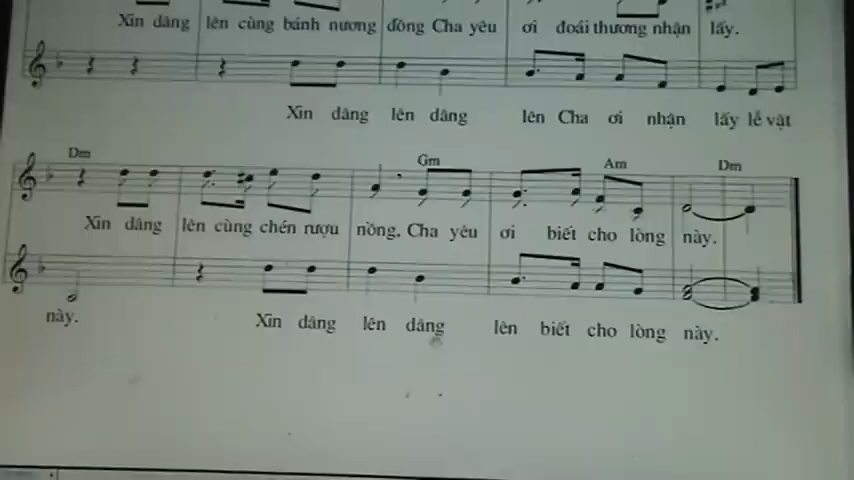 Xin dâng lên cùng bánh nương đồng Cha yêu ơi đoái thương nhận lấy.
Xin dâng lên dâng lên Cha ơi nhận lấy lễ vật
Dm Gm Am Dm
Xin dâng lên cùng chén rượu nồng, Cha yêu ơi biết cho lòng này.
này. Xin dâng lên dâng lên biết cho lòng này.